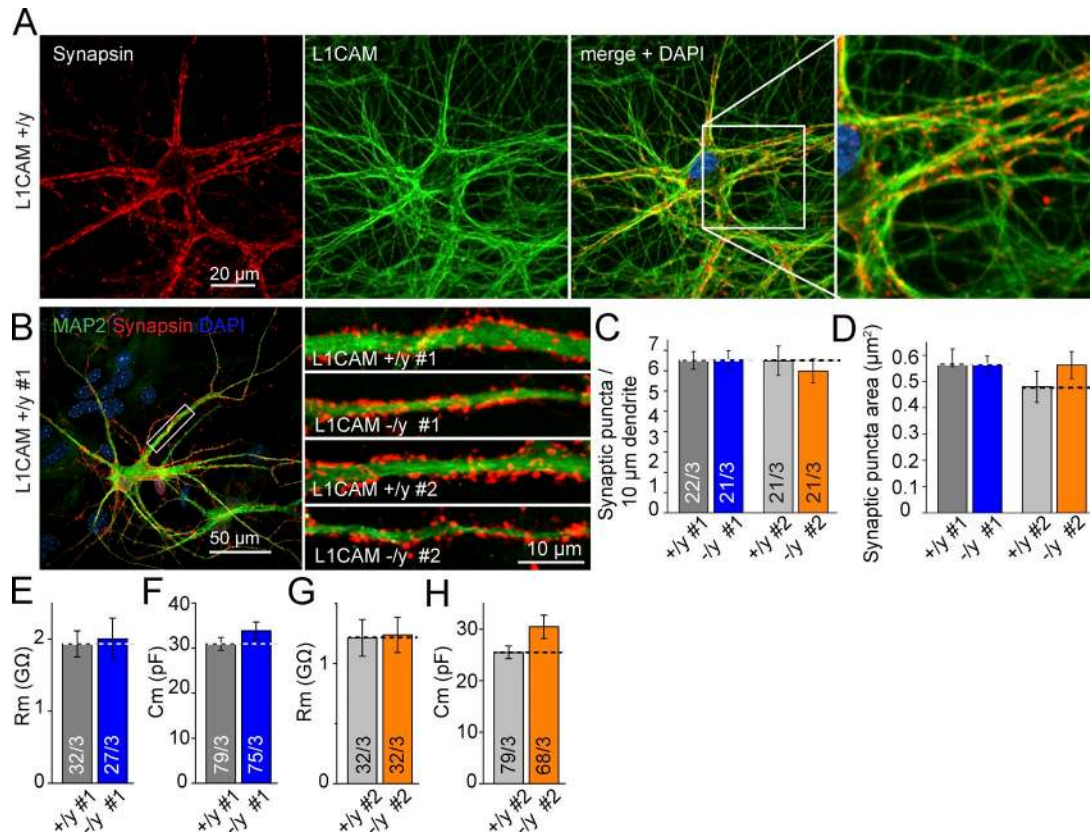 A
Synapsin
L1CAM
merge + DAPI
L1CAM +/y
20 µm
B
MAP2 Synapsin DAPI
L1CAM +/y #1
50 µm
L1CAM +/y #1
L1CAM -/y #1
L1CAM +/y #2
L1CAM -/y #2
10 µm
C
Synaptic puncta /
10 µm dendrite
7
6
5
4
3
2
1
0
22/3
21/3
21/3
21/3
+/y #1
-/y #1
+/y #2
-/y #2
D
Synaptic puncta area (µm²)
0.6
0.5
0.4
0.3
0.2
0.1
0
+/y #1
-/y #1
+/y #2
-/y #2
E
Rm (GΩ)
2
1
0
32/3
27/3
+/y #1
-/y #1
F
Cm (pF)
40
30
20
10
0
79/3
75/3
+/y #1
-/y #1
G
Rm (GΩ)
1
0
32/3
32/3
+/y #2
-/y #2
H
Cm (pF)
30
20
10
0
79/3
68/3
+/y #2
-/y #2